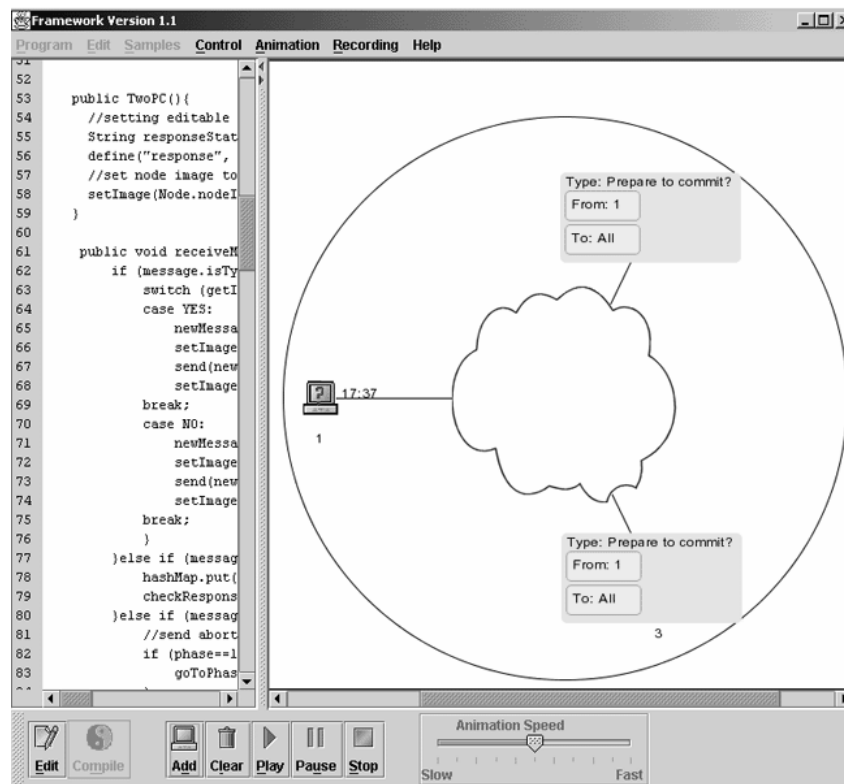 Framework Version 1.1
Program Edit Samples Control Animation Recording Help
51
52
53 public TwoPC(){
54 //setting editable
55 String responseStat
56 define("response",
57 //set node image to
58 setImage(Node.nodeI
59 }
60
61 public void receiveM
62 if (message.isTy
63 switch (getI
64 case YES:
65 newMessa
66 setImage
67 send(new
68 setImage
69 break;
70 case NO:
71 newMessa
72 setImage
73 send(new
74 setImage
75 break;
76 }
77 }else if (messag
78 hashMap.put(
79 checkRespons
80 }else if (messag
81 //send abort
82 if (phase==1
83 goToPhas
Type: Prepare to commit?
From: 1
To: All
?
17:37
1
Type: Prepare to commit?
From: 1
To: All
3
Edit Compile Add Clear Play Pause Stop
Animation Speed
Slow Fast